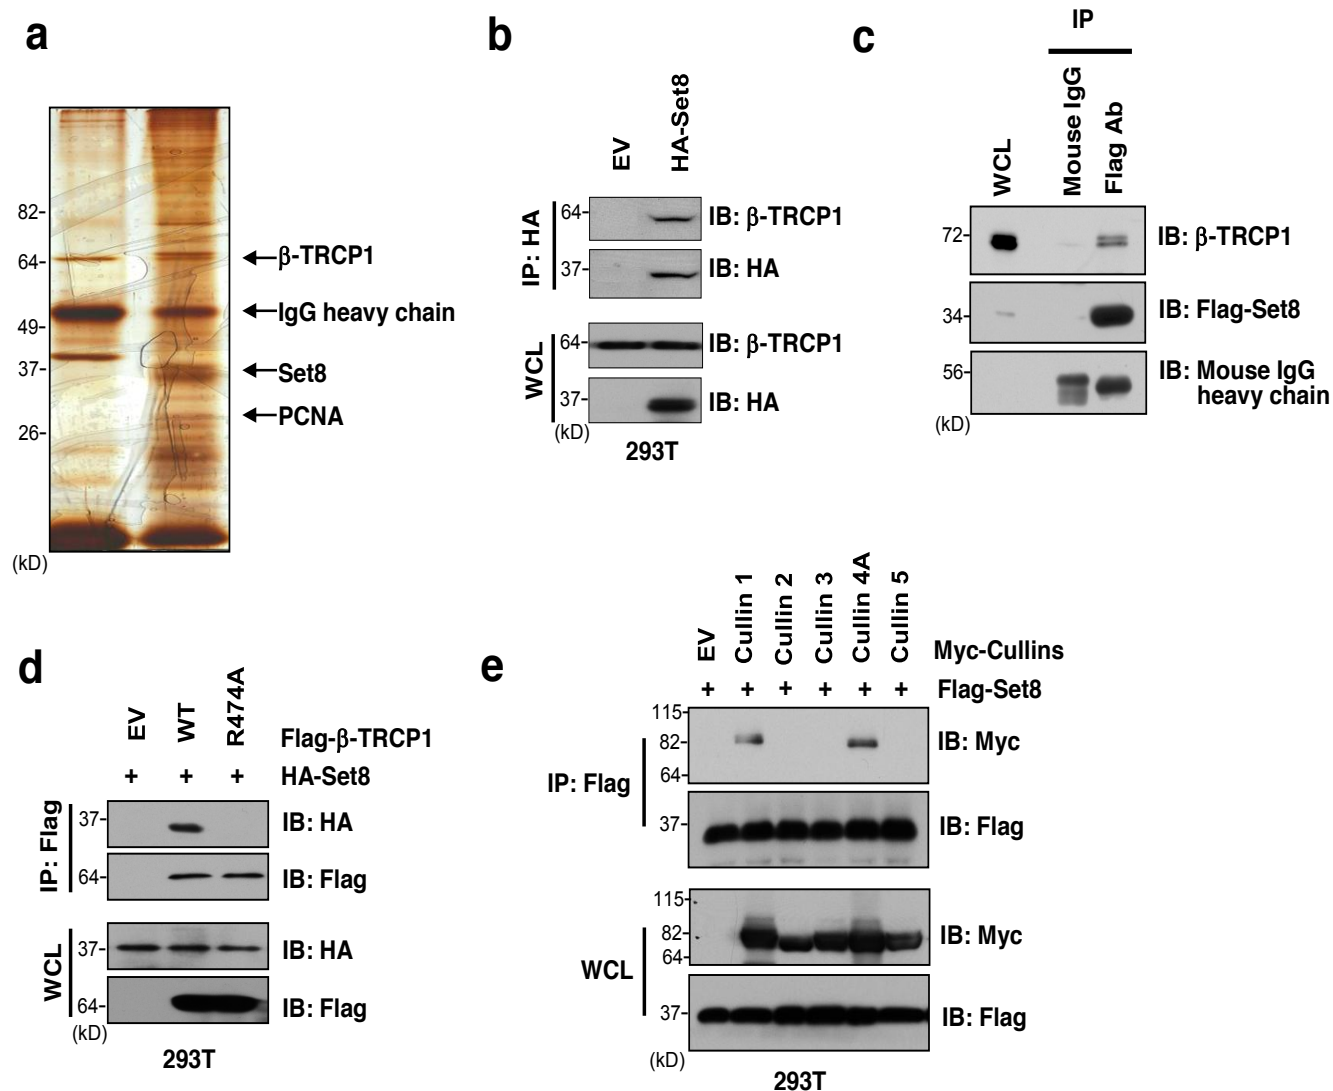 a
82-
64-
49-
37-
26-
(kD)
β-TRCP1
IgG heavy chain
Set8
PCNA
b
EV
HA-Set8
IP: HA
64-
IB: β-TRCP1
37-
IB: HA
WCL
64-
IB: β-TRCP1
37-
IB: HA
(kD)
293T
c
IP
WCL
Mouse IgG
Flag Ab
72-
IB: β-TRCP1
34-
IB: Flag-Set8
56-
IB: Mouse IgG
heavy chain
(kD)
d
EV
WT
R474A
Flag-β-TRCP1
+ + +
HA-Set8
IP: Flag
37-
IB: HA
64-
IB: Flag
WCL
37-
IB: HA
64-
IB: Flag
(kD)
293T
e
EV
Cullin 1
Cullin 2
Cullin 3
Cullin 4A
Cullin 5
Myc-Cullins
+ + + + + +
Flag-Set8
IP: Flag
115-
82-
64-
IB: Myc
37-
IB: Flag
WCL
115-
82-
64-
IB: Myc
37-
IB: Flag
(kD)
293T